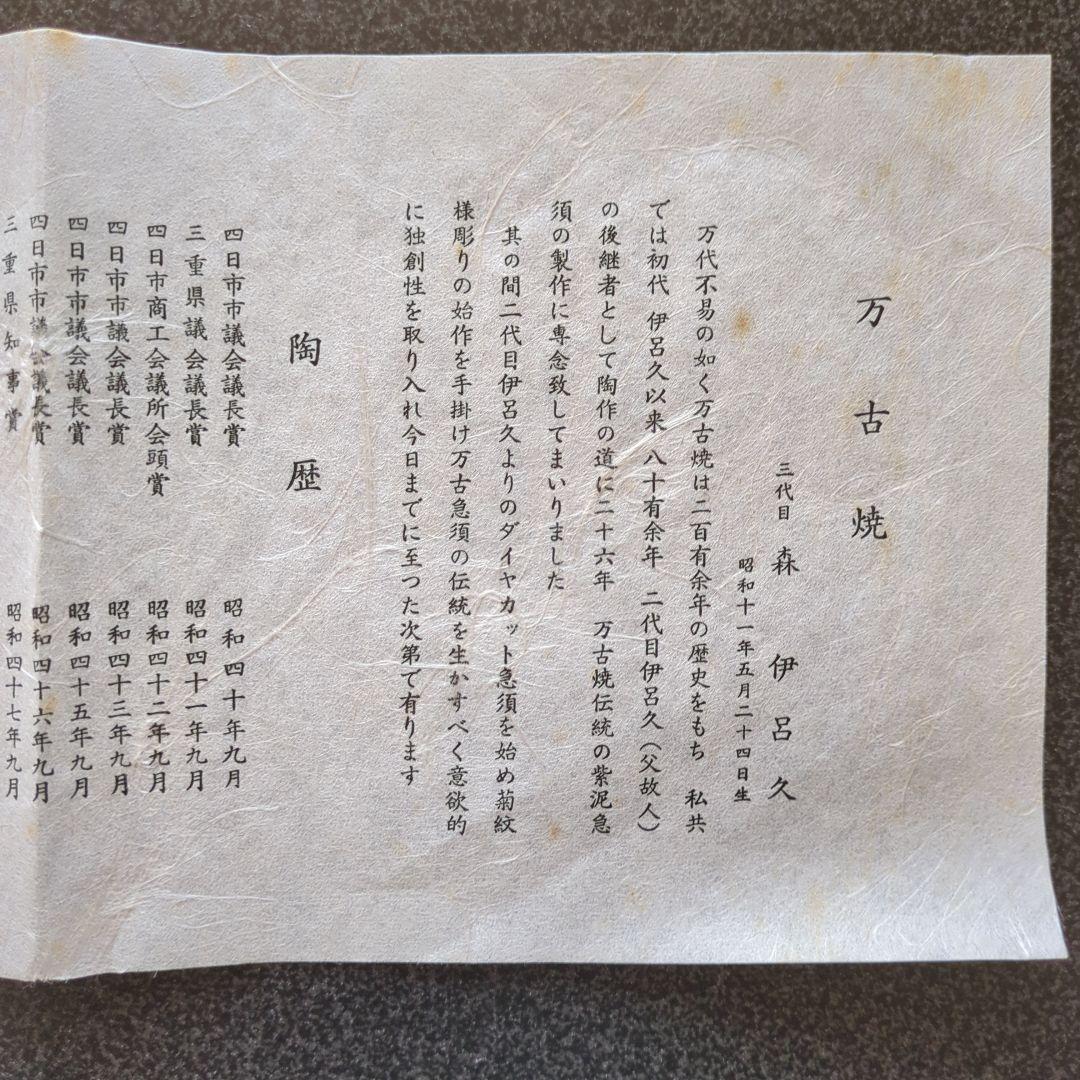 万古焼
三代目 森伊呂久
昭和十一年五月二十四日生
万代不易の如く万古焼は二百有余年の歴史をもち 私共
では初代 伊呂久以来 八十有余年 二代目伊呂久(父故人)
の後継者として陶作の道に二十六年 万古焼伝統の紫泥急
須の製作に専念致してまいりました
其の間二代目伊呂久よりのダイヤカット急須を始め菊紋
様彫りの始作を手掛け万古急須の伝統を生かすべく意欲的
に独創性を取り入れ今日までに至つた次第で有ります
陶歴
四日市市議会議長賞 昭和四十年九月
三重県議会議長賞 昭和四十一年九月
四日市商工会議所会頭賞 昭和四十二年九月
四日市市議会議長賞 昭和四十三年九月
四日市市議会議長賞 昭和四十五年九月
四日市市議会議長賞 昭和四十六年九月
三重県知事賞 昭和四十七年九月